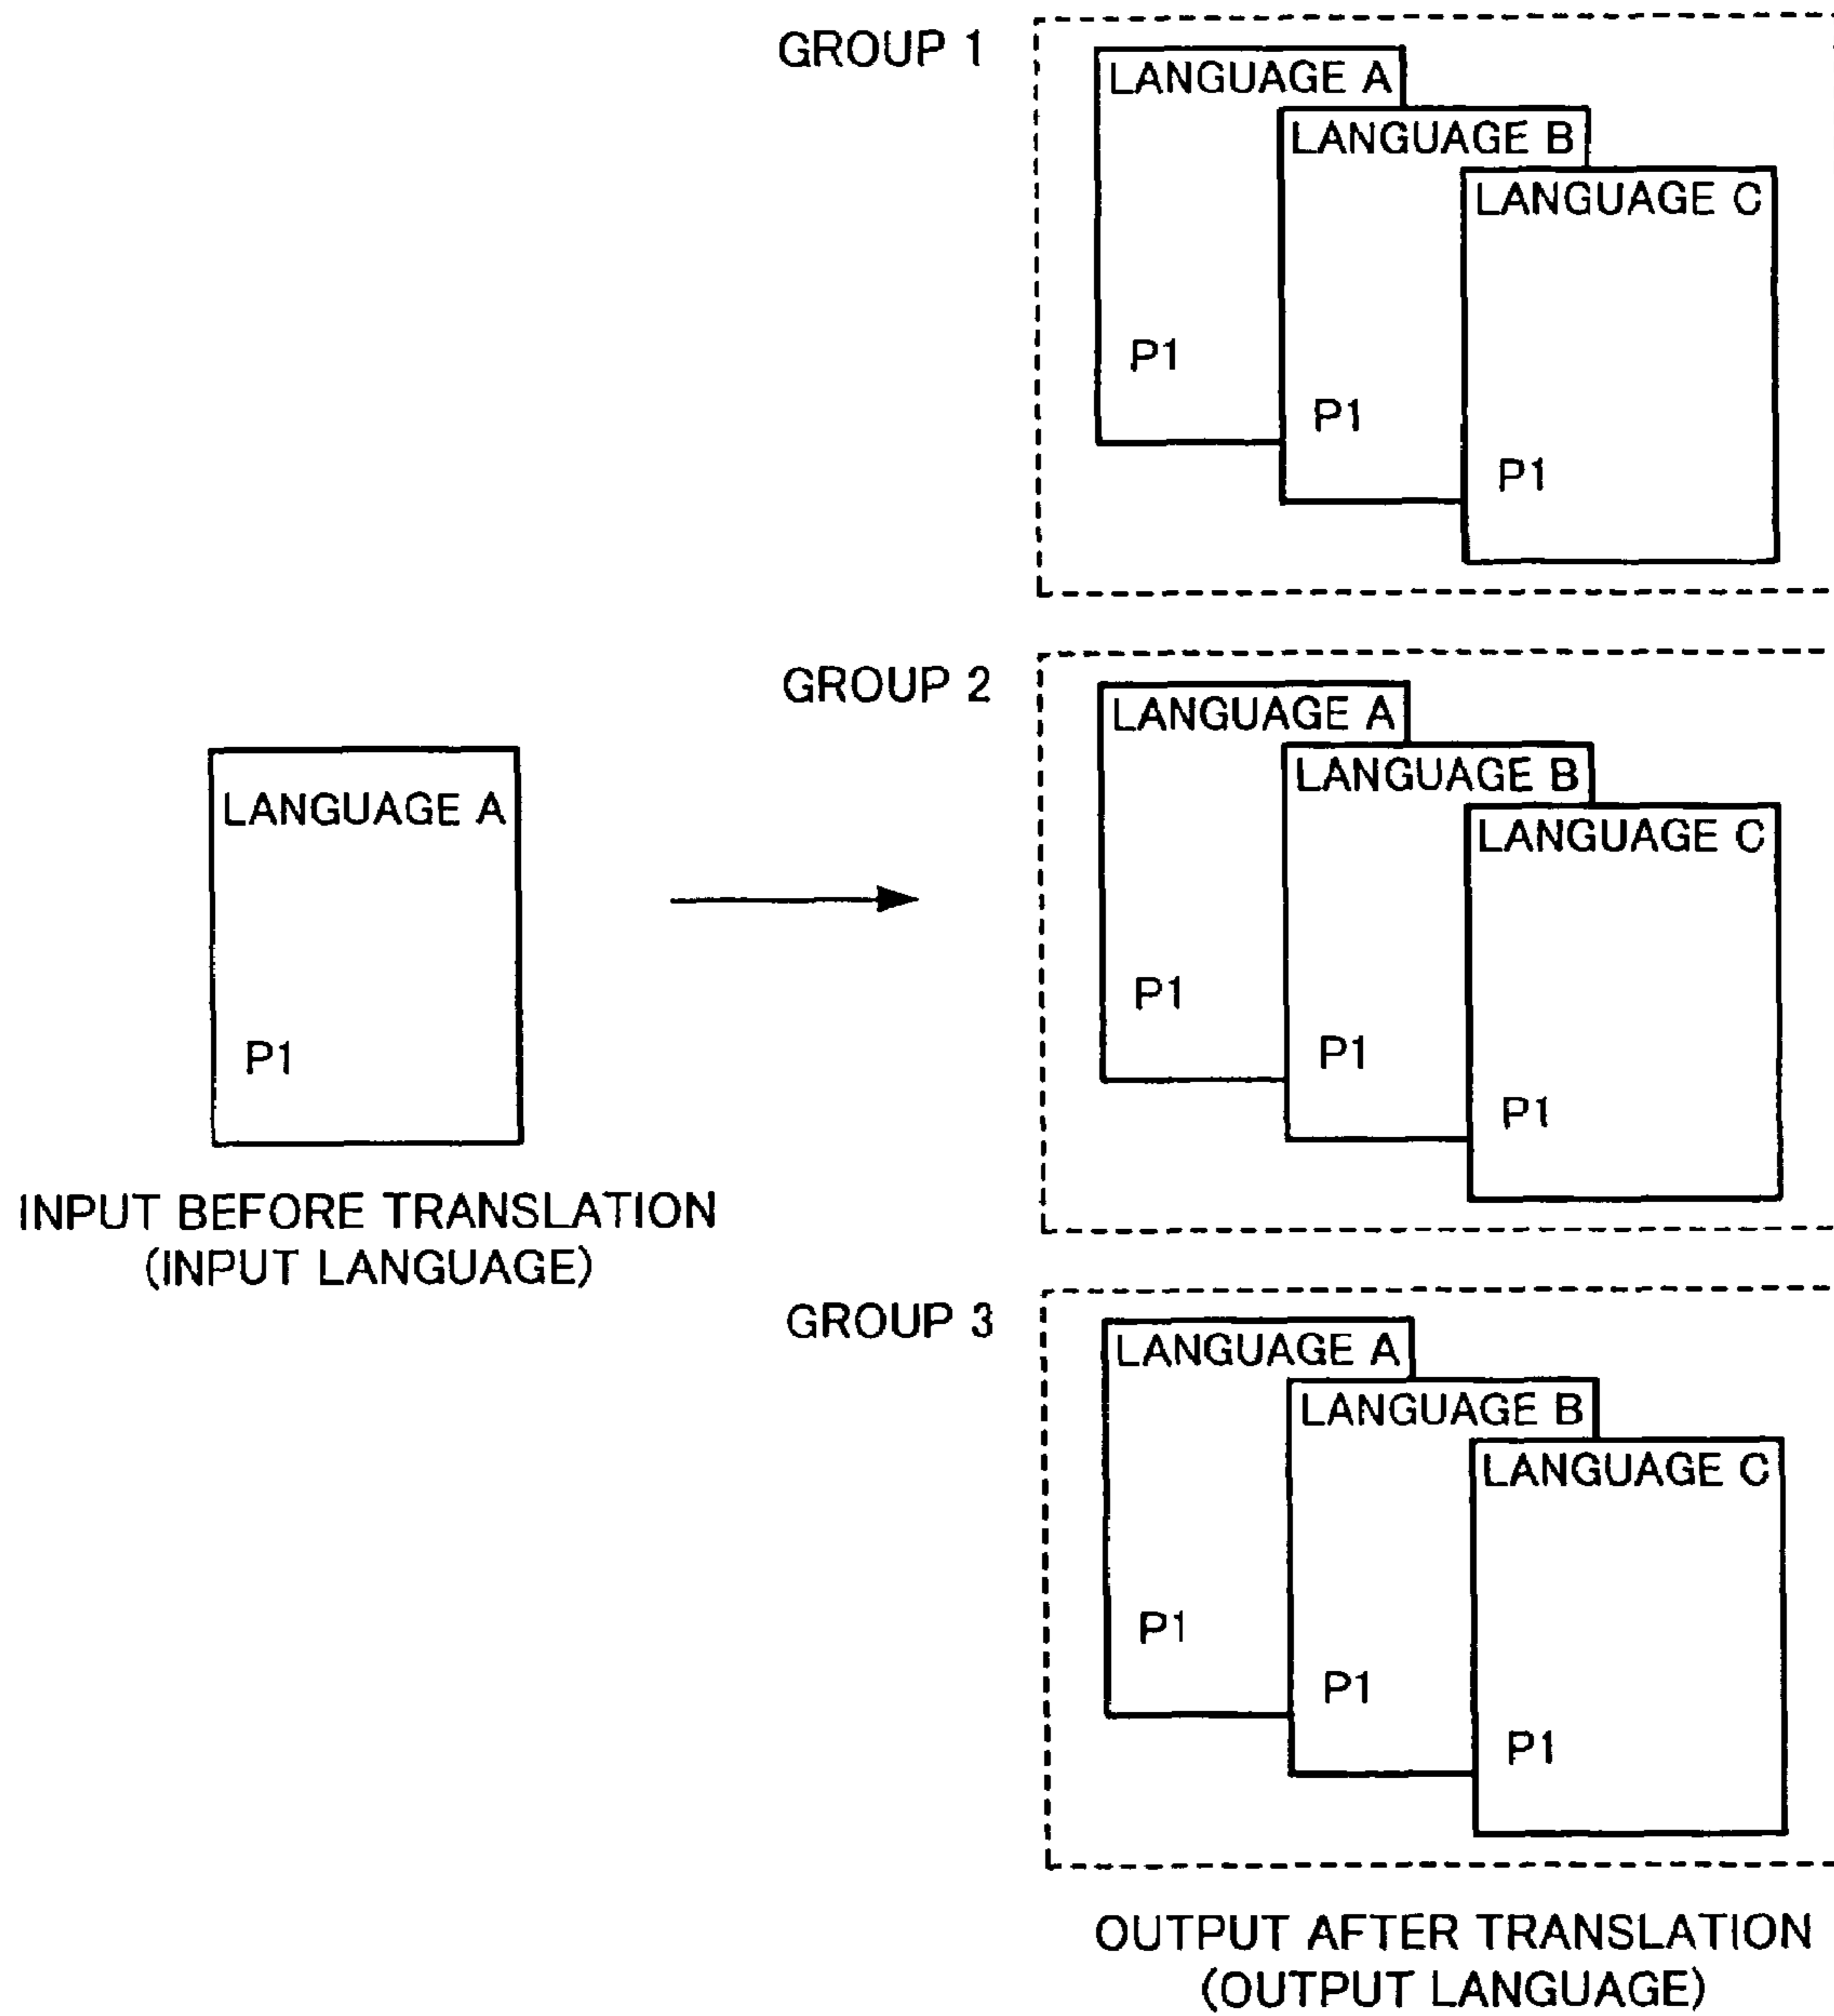 GROUP 1
LANGUAGE A
LANGUAGE B
LANGUAGE C
P1
P1
P1
GROUP 2
LANGUAGE A
LANGUAGE B
LANGUAGE C
P1
P1
P1
LANGUAGE A
P1
INPUT BEFORE TRANSLATION
(INPUT LANGUAGE)
GROUP 3
LANGUAGE A
LANGUAGE B
LANGUAGE C
P1
P1
P1
OUTPUT AFTER TRANSLATION
(OUTPUT LANGUAGE)